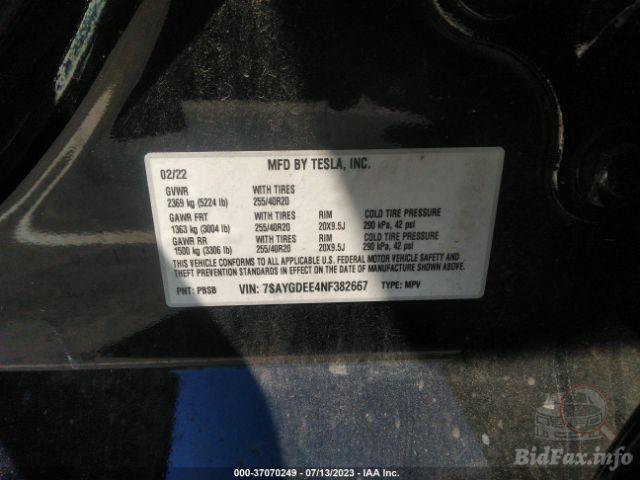 MFD BY TESLA, INC.
02/22
GVWR WITH TIRES
2369 kg (5224 lb) 255/40R20
GAWR FRT WITH TIRES RIM COLD TIRE PRESSURE
1363 kg (3004 lb) 255/40R20 20X9.5J 290 kPa, 42 psi
GAWR RR WITH TIRES RIM COLD TIRE PRESSURE
1500 kg (3306 lb) 255/40R20 20X9.5J 290 kPa, 42 psi
THIS VEHICLE CONFORMS TO ALL APPLICABLE U.S. FEDERAL MOTOR VEHICLE SAFETY AND
THEFT PREVENTION STANDARDS IN EFFECT ON THE DATE OF MANUFACTURE SHOWN ABOVE.
PNT: PBSB VIN: 7SAYGDEE4NF382667 TYPE: MPV
BidFax.info
000-37070249 - 07/13/2023 - IAA Inc.